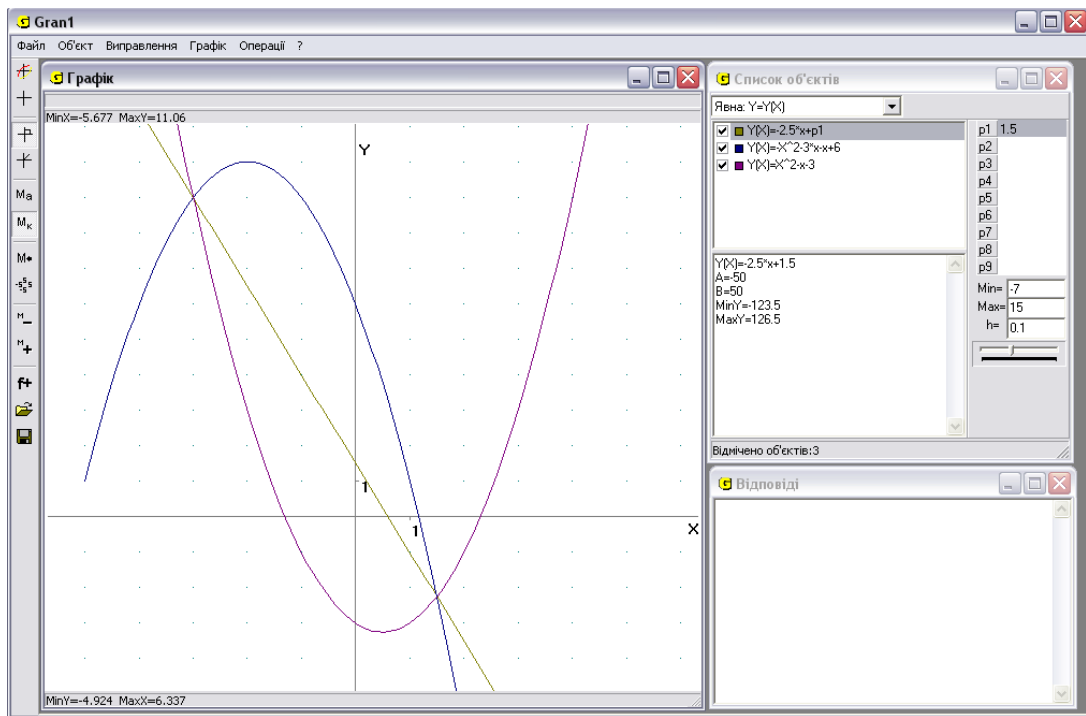 Gran1
Файл Об'єкт Виправлення Графік Операції ?
Графік
MinX=-5.677 MaxY=11.06
Y
1
1
X
MinY=-4.924 MaxX=6.337
Ma
Мк
M
-s s s s
M
M +
f+
Список об'єктів
Явна: Y=Y(X)
Y(X)=-2.5*x+p1
Y(X)=-X^2-3*x-x+6
Y(X)=X^2-x-3
p1 1.5
p2
p3
p4
p5
p6
p7
p8
p9
Y(X)=-2.5*x+1.5
A=-50
B=50
MinY=-123.5
MaxY=126.5
Min= -7
Max= 15
h= 0.1
Відмічено об'єктів:3
Відповіді